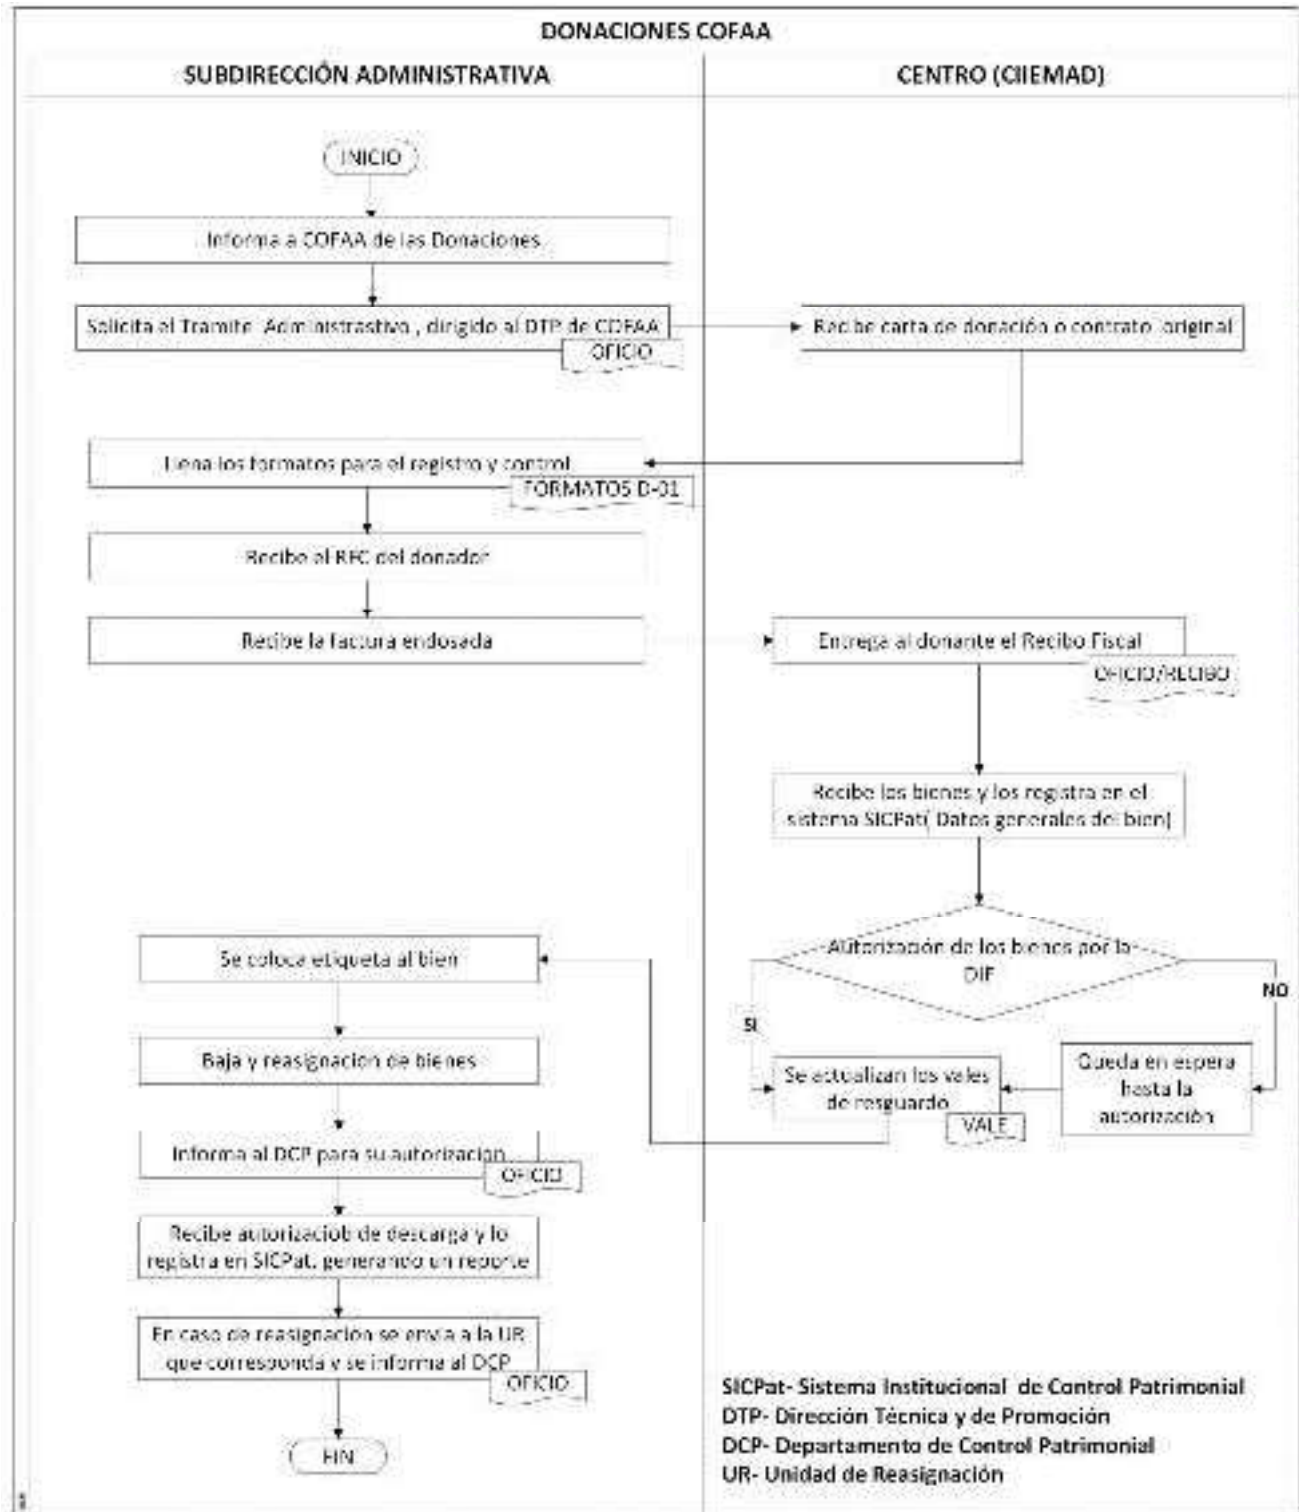 DONACIONES COFAA
SUBDIRECCIÓN ADMINISTRATIVA
CENTRO (CIIEMAD)
INICIO
Informa a COFAA de las Donaciones
Solicita el Tramite Administrastivo , dirigido al DTP de COFAA
OFICIO
Recibe carta de donación o contrato original
Llena los formatos para el registro y control
FORMATOS D-01
Recibe el RFC del donador
Recibe la factura endosada
Entrega al donante el Recibo Fiscal
OFICIO/RECIBO
Recibe los bienes y los registra en el
sistema SICPat( Datos generales del bien)
Autorización de los bienes por la
SI
NO
Se actualizan los vales
de resguardo
VALE
Queda en espera
hasta la
autorización
Se coloca etiqueta al bien
Baja y reasignacion de bienes
Informa al DCP para su autorizacion
OFICIO
Recibe autorizaciob de descarga y lo
registra en SICPat, generando un reporte
En caso de reasignación se envia a la UR
que corresponda y se informa al DCP
OFICIO
FIN
SICPat- Sistema Institucional de Control Patrimonial
DTP- Dirección Técnica y de Promoción
DCP- Departamento de Control Patrimonial
UR- Unidad de Reasignación